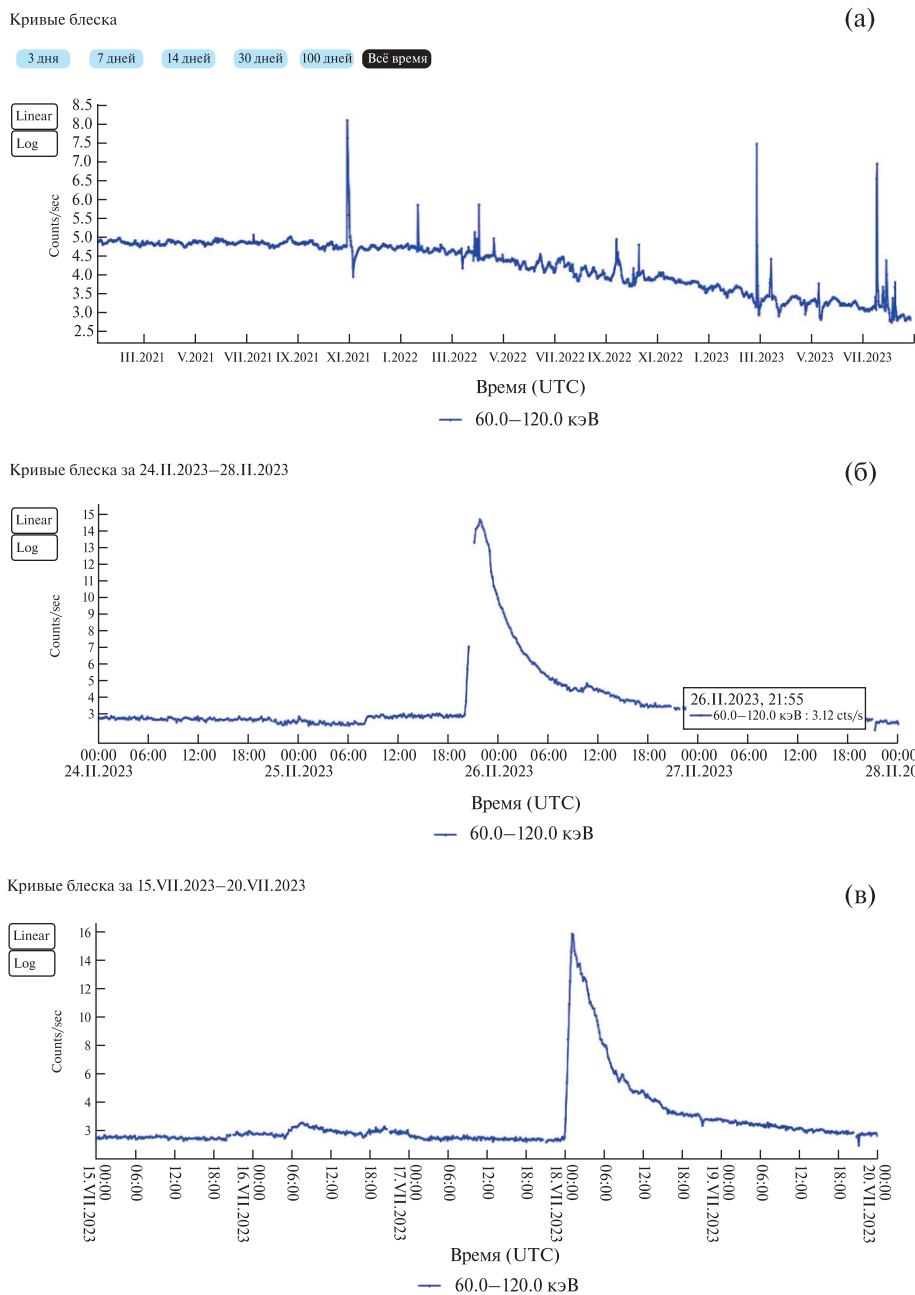 Кривые блеска
(а)
3 дня 7 дней 14 дней 30 дней 100 дней Всё время
Linear
Log
Counts/sec
8.5
8.0
7.5
7.0
6.5
6.0
5.5
5.0
4.5
4.0
3.5
3.0
2.5
III.2021 V.2021 VII.2021 IX.2021 XI.2021 I.2022 III.2022 V.2022 VII.2022 IX.2022 XI.2022 I.2023 III.2023 V.2023 VII.2023
Время (UTC)
60.0–120.0 кэВ
Кривые блеска за 24.II.2023–28.II.2023
(б)
Linear
Log
Counts/sec
15
14
13
12
11
10
9
8
7
6
5
4
3
26.II.2023, 21:55
60.0–120.0 кэВ : 3.12 cts/s
00:00 06:00 12:00 18:00 00:00 06:00 12:00 18:00 00:00 06:00 12:00 18:00 00:00 06:00 12:00 18:00 00:0
24.II.2023 25.II.2023 26.II.2023 27.II.2023 28.II.20
Время (UTC)
60.0–120.0 кэВ
Кривые блеска за 15.VII.2023–20.VII.2023
(в)
Linear
Log
Counts/sec
16
14
12
10
8
6
4
3
00:00 06:00 12:00 18:00 00:00 06:00 12:00 18:00 00:00 06:00 12:00 18:00 00:00 06:00 12:00 18:00 00:00 06:00 12:00 18:00 00:00
15.VII.2023 16.VII.2023 17.VII.2023 18.VII.2023 19.VII.2023 20.VII.2023
Время (UTC)
60.0–120.0 кэВ